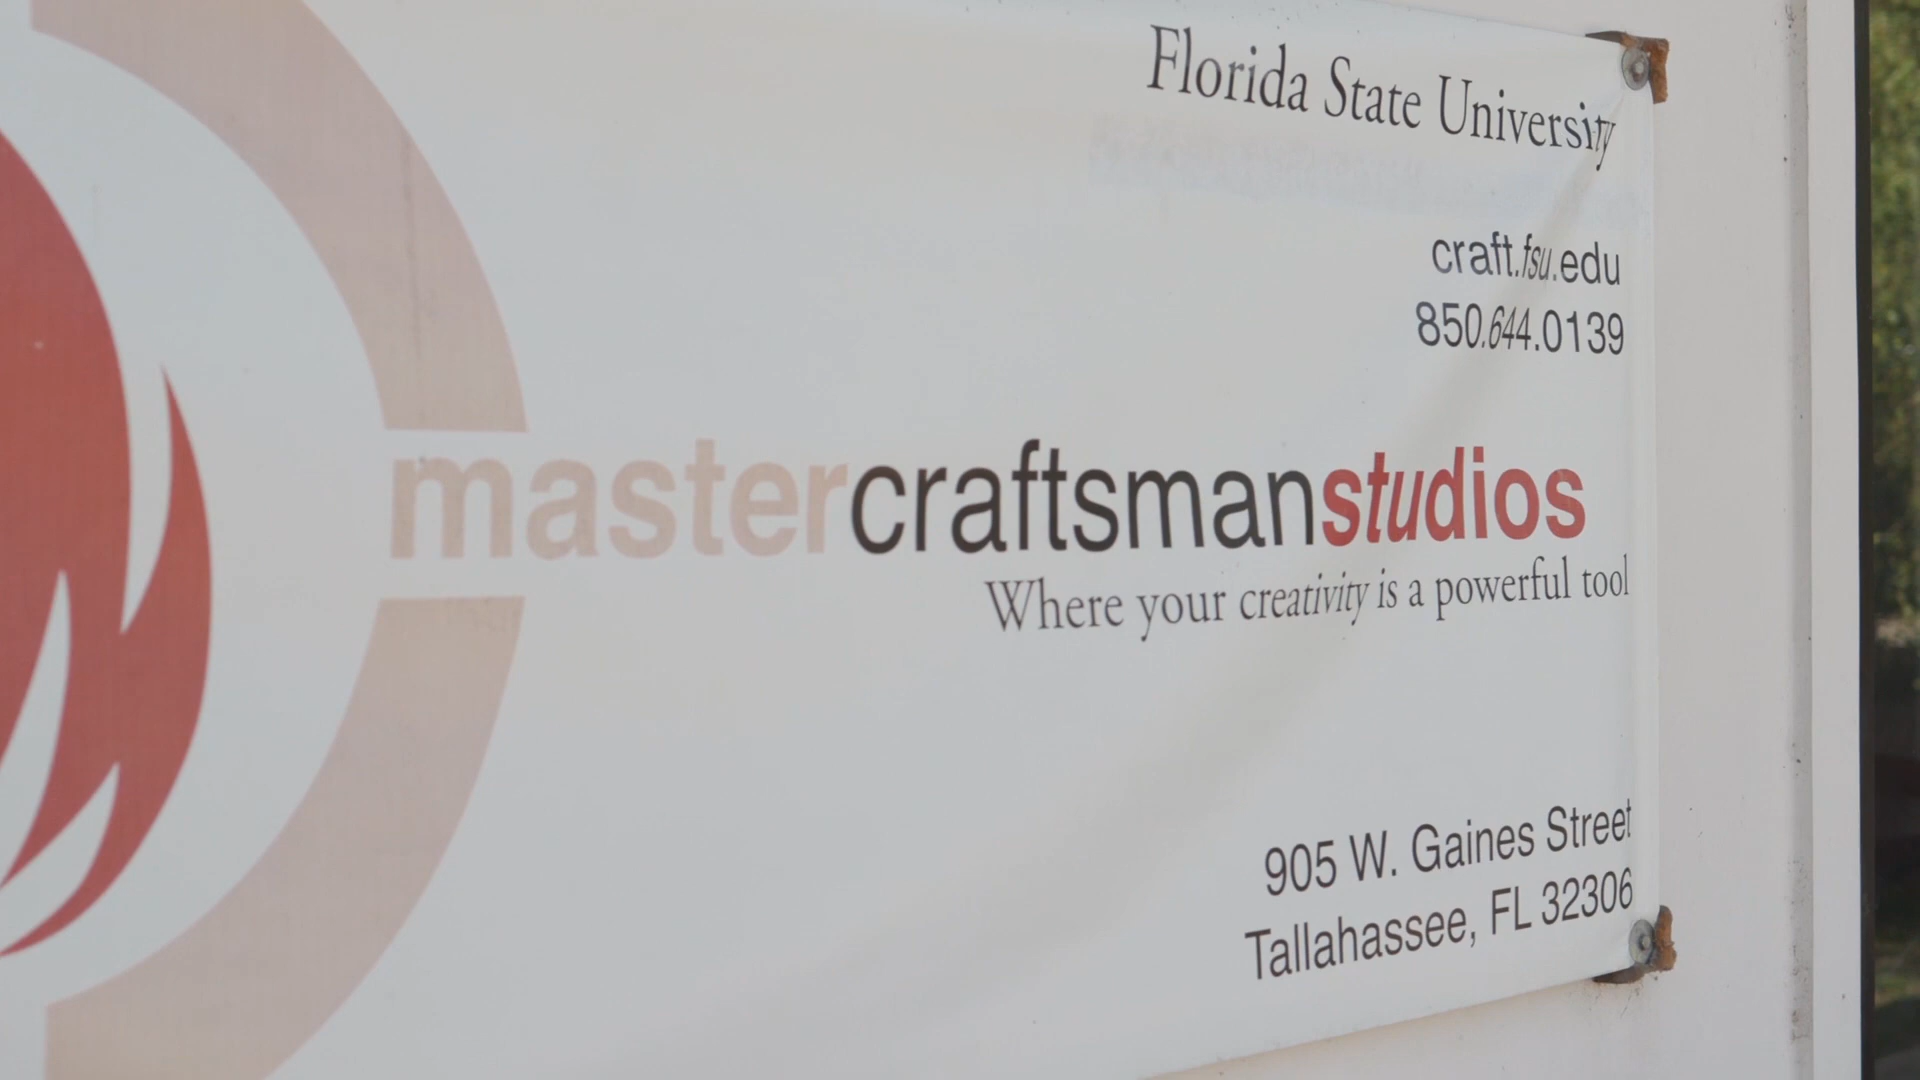 Florida State University
craft.fsu.edu
850.644.0139
mastercraftsmanstudios
Where your creativity is a powerful tool
905 W. Gaines Street
Tallahassee, FL 32306